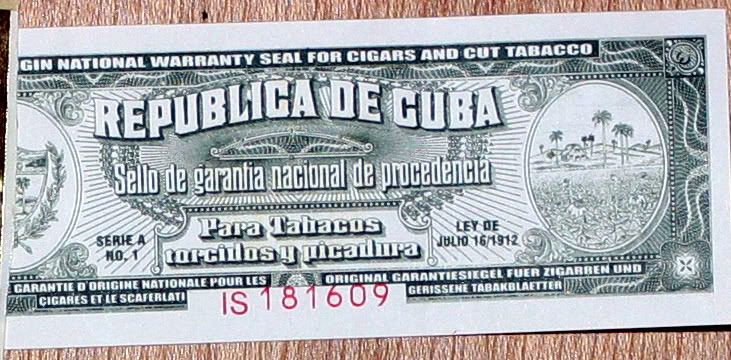 GIN NATIONAL WARRANTY SEAL FOR CIGARS AND CUT TABACCO
REPUBLICA DE CUBA
Sello de garantia nacional de procedencia
Para Tabacos
torcidos y picadura
SERIE A
NO. 1
LEY DE
JULIO 16/1912
GARANTIE D'ORIGINE NATIONALE POUR LES
CIGARES ET LE SCAFERLATI
ORIGINAL GARANTIESIEGEL FUER ZIGARREN UND
GERISSENE TABAKBLAETTER
IS 181609